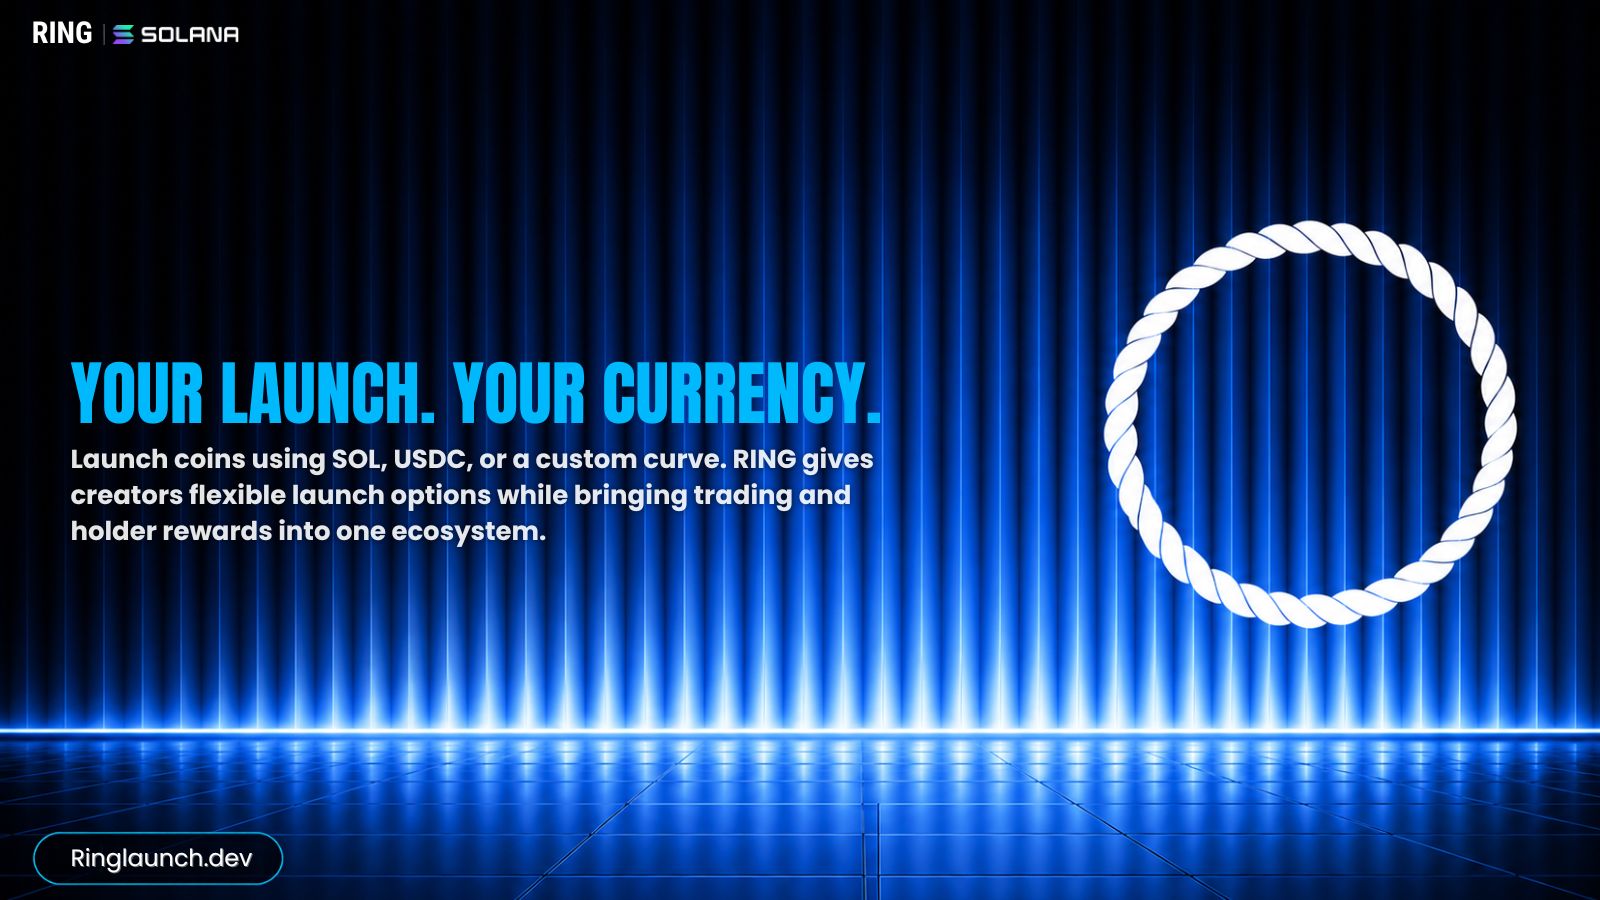 RING | SOLANA
YOUR LAUNCH. YOUR CURRENCY.
Launch coins using SOL, USDC, or a custom curve. RING gives
creators flexible launch options while bringing trading and
holder rewards into one ecosystem.
Ringlaunch.dev